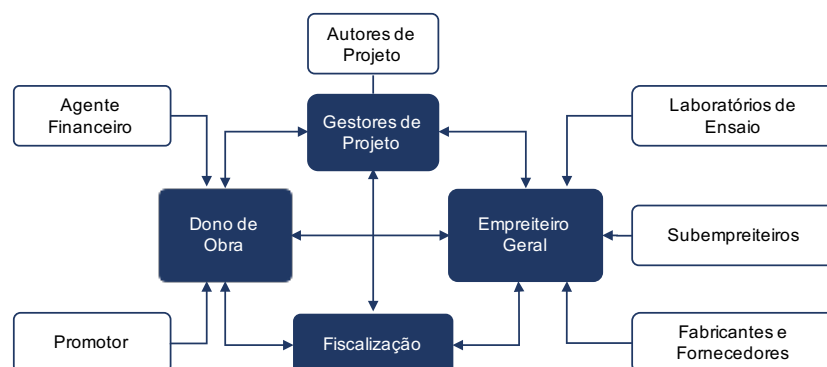 Autores de
Projeto
Agente
Financeiro
Gestores de
Projeto
Laboratórios de
Ensaio
Dono de
Obra
Empreiteiro
Geral
Subempreiteiros
Promotor
Fiscalização
Fabricantes e
Fornecedores